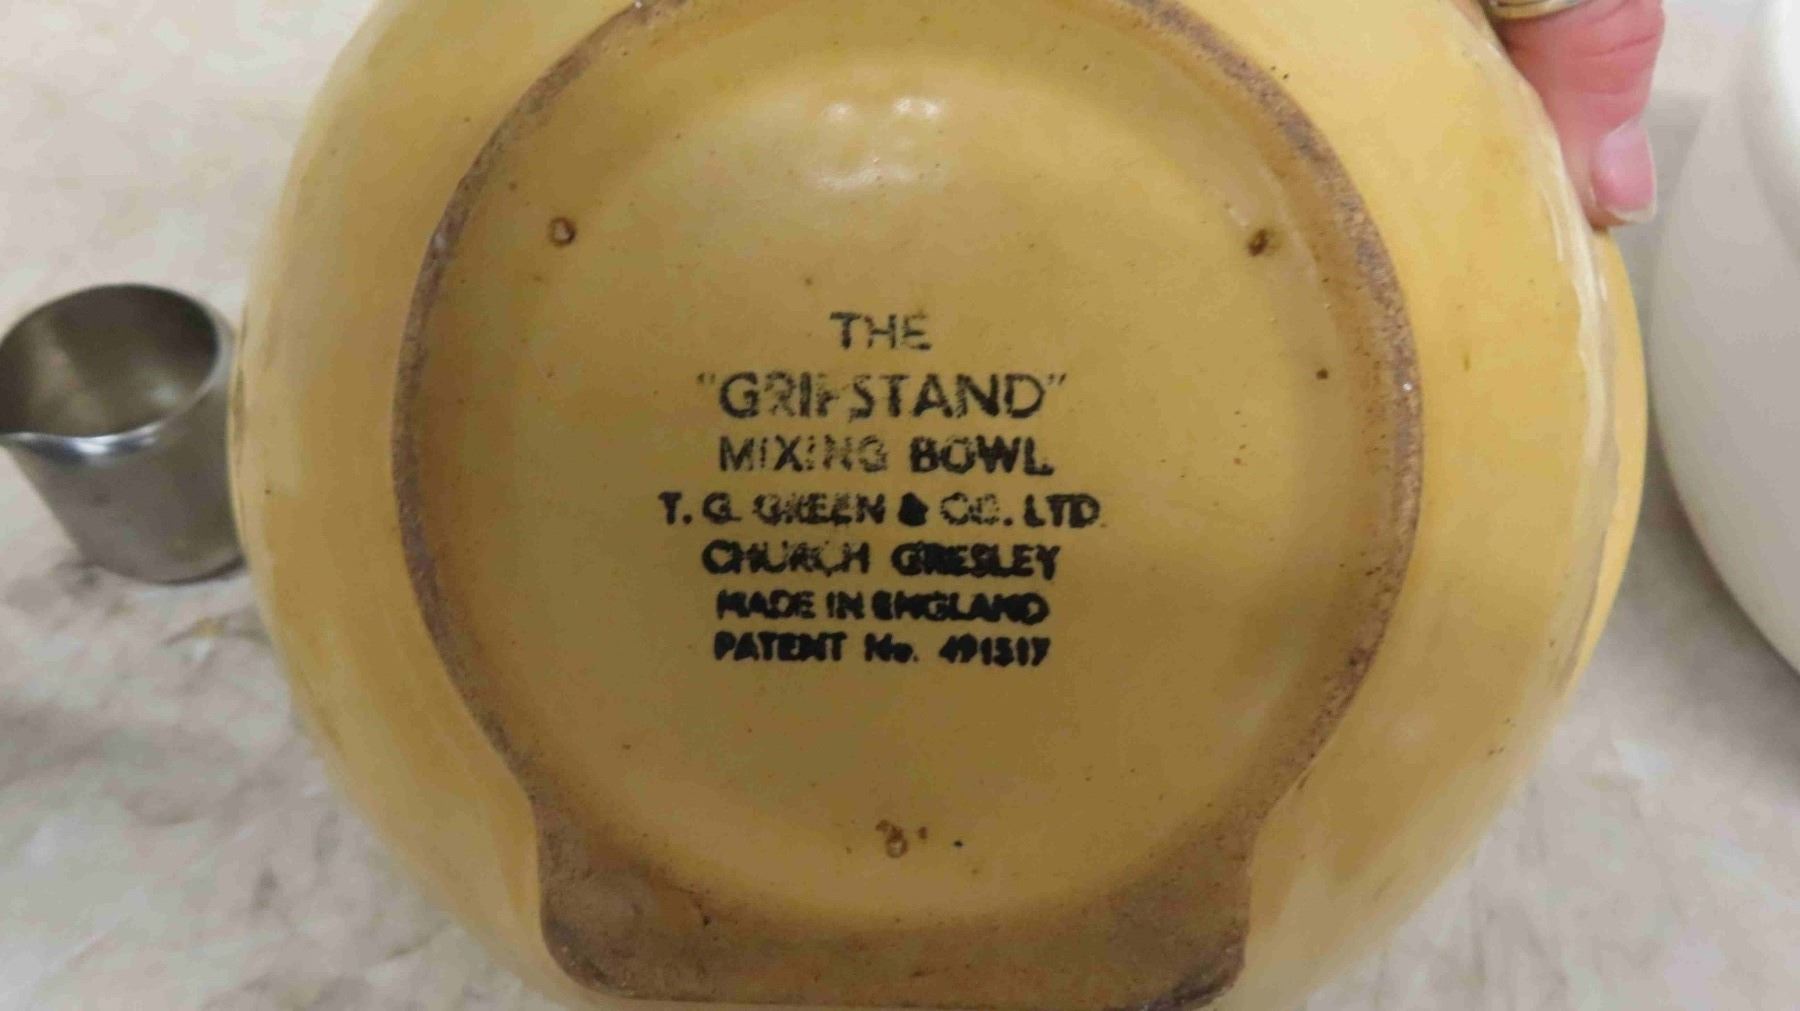 THE
"GRIPSTAND"
MIXING BOWL
T. G. GREEN & CO. LTD.
CHURCH GRESLEY
MADE IN ENGLAND
PATENT No. 491517